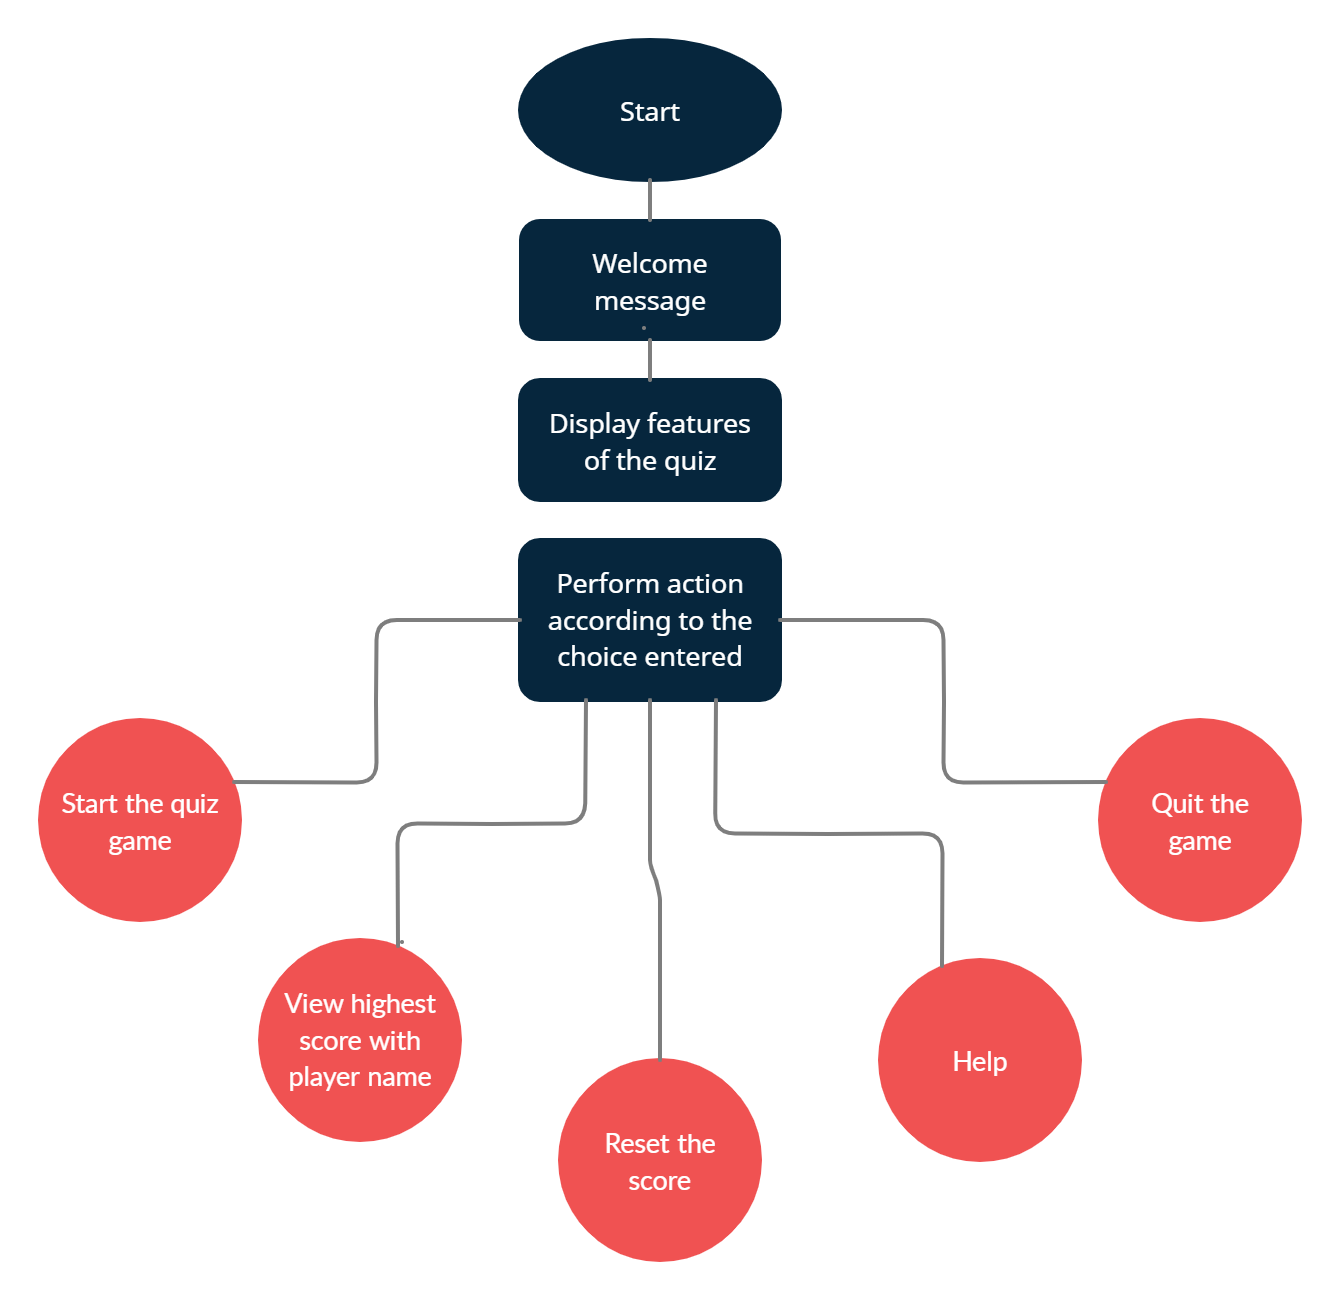 Start
Welcome
message
Display features
of the quiz
Perform action
according to the
choice entered
Start the quiz
game
Quit the
game
View highest
score with
player name
Help
Reset the
score